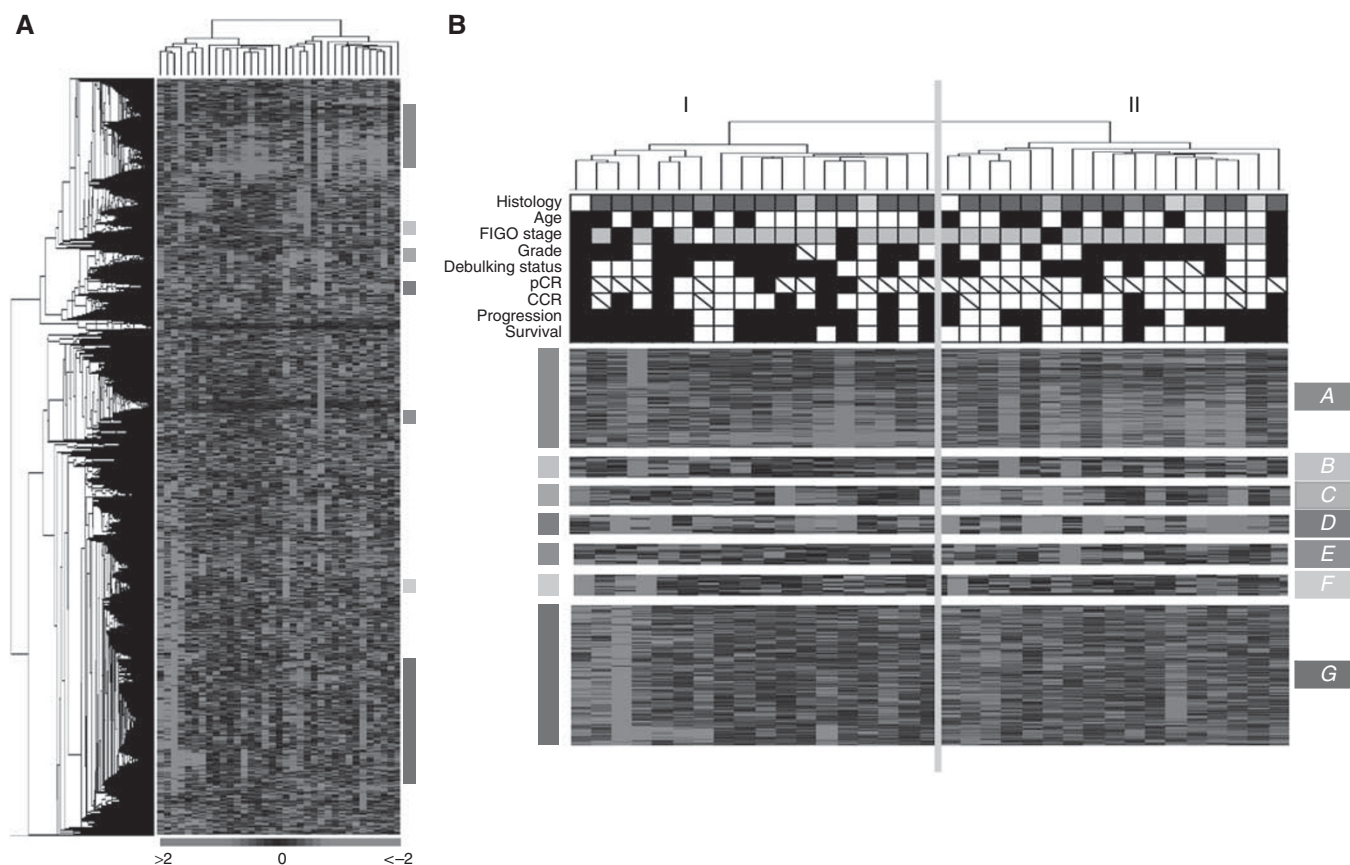 A
>2 0 <–2
B
I II
Histology
Age
FIGO stage
Grade
Debulking status
pCR
CCR
Progression
Survival
A
B
C
D
E
F
G